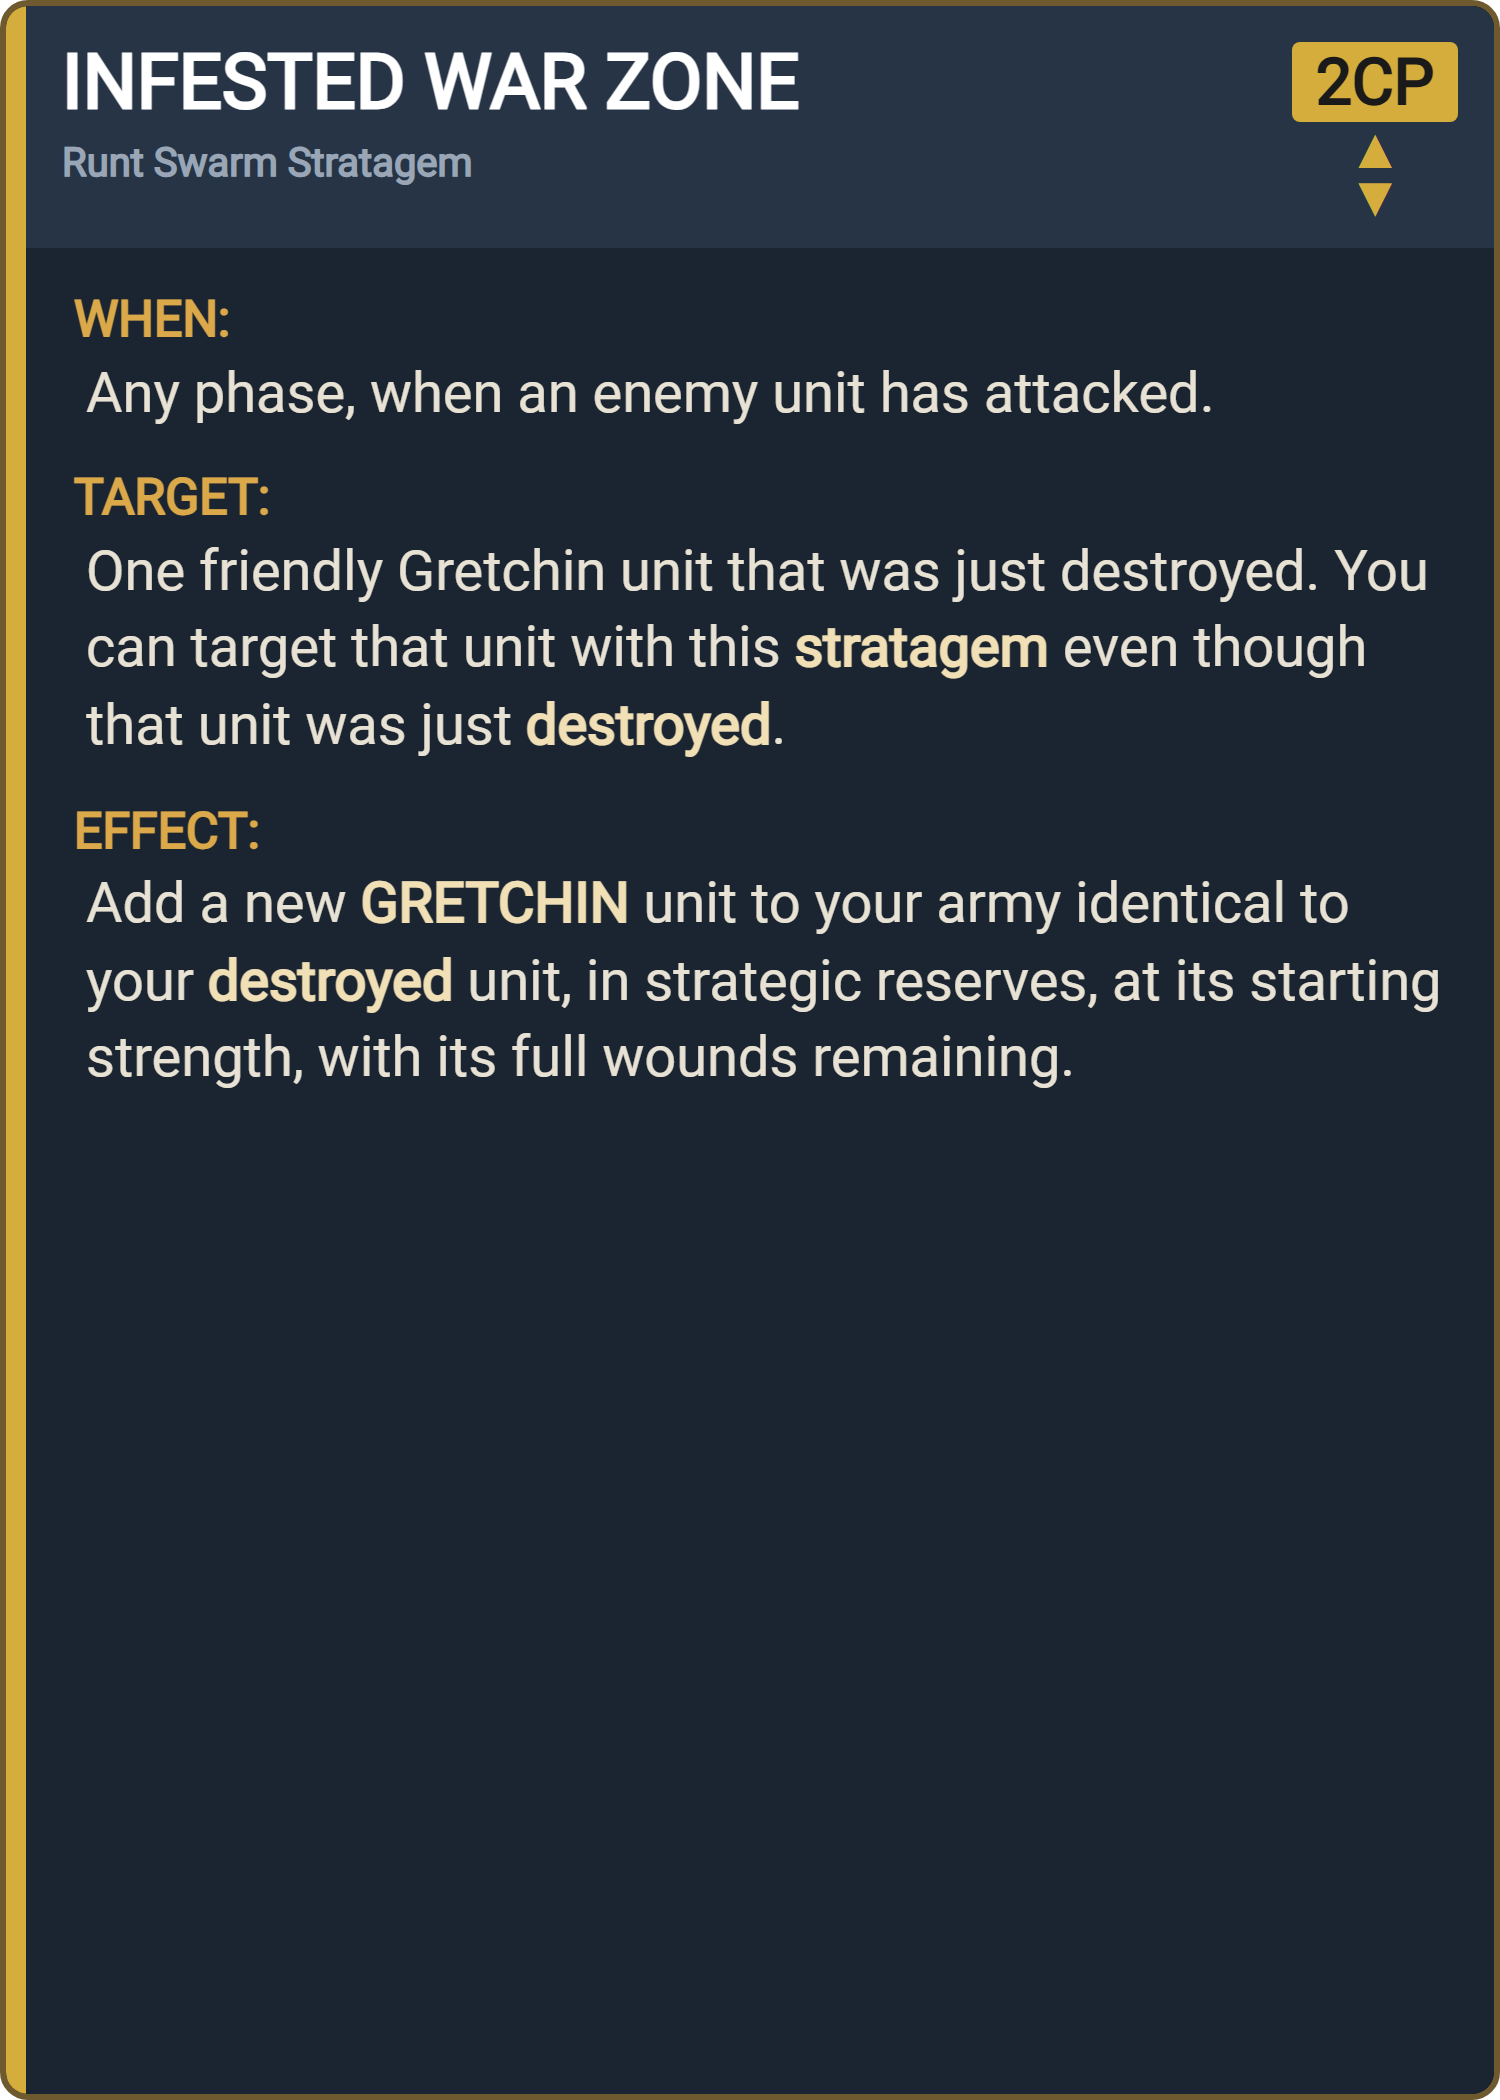 INFESTED WAR ZONE
2CP
Runt Swarm Stratagem
WHEN:
Any phase, when an enemy unit has attacked.
TARGET:
One friendly Gretchin unit that was just destroyed. You
can target that unit with this stratagem even though
that unit was just destroyed.
EFFECT:
Add a new GRETCHIN unit to your army identical to
your destroyed unit, in strategic reserves, at its starting
strength, with its full wounds remaining.